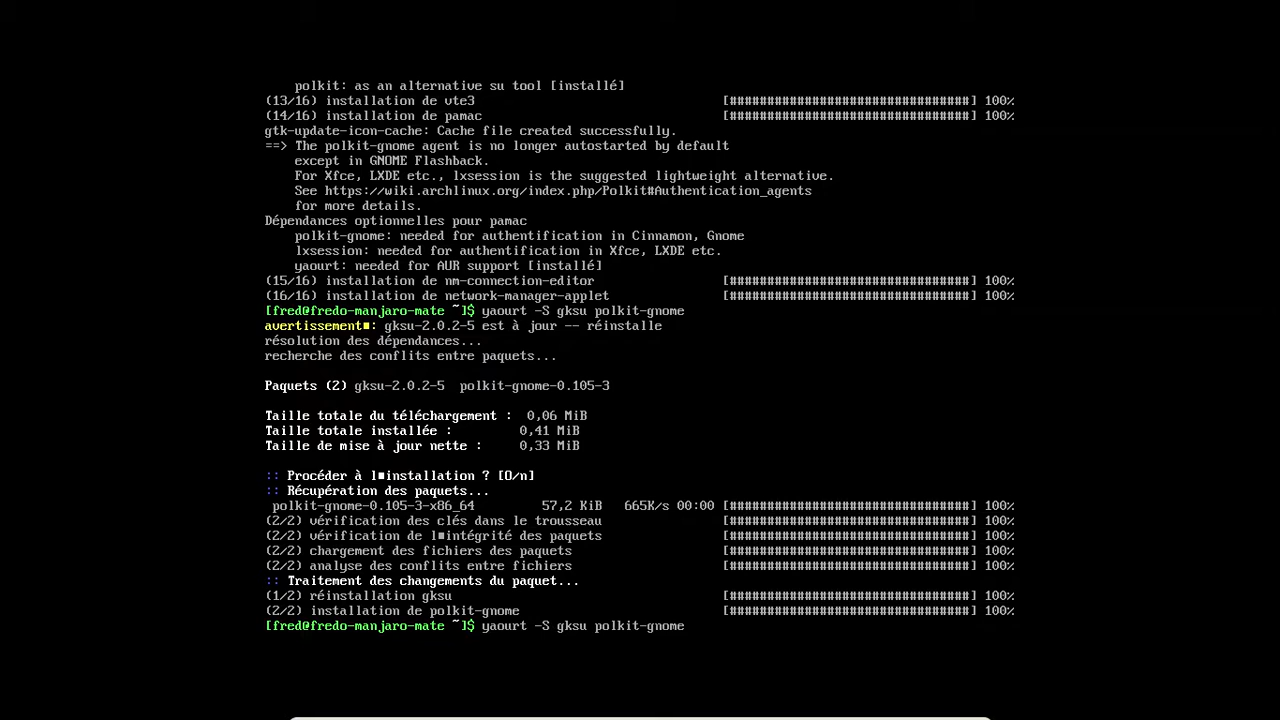 polkit: as an alternative su tool [installé]
(13/16) installation de vte3 [################################] 100%
(14/16) installation de pamac [################################] 100%
gtk-update-icon-cache: Cache file created successfully.
==> The polkit-gnome agent is no longer autostarted by default
except in GNOME Flashback.
For Xfce, LXDE etc., lxsession is the suggested lightweight alternative.
See https://wiki.archlinux.org/index.php/Polkit#Authentication_agents
for more details.
Dépendances optionnelles pour pamac
polkit-gnome: needed for authentification in Cinnamon, Gnome
lxsession: needed for authentification in Xfce, LXDE etc.
yaourt: needed for AUR support [installé]
(15/16) installation de nm-connection-editor [################################] 100%
(16/16) installation de network-manager-applet [################################] 100%
[fred@fredo-manjaro-mate ~]$ yaourt -S gksu polkit-gnome
avertissement■: gksu-2.0.2-5 est à jour -- réinstalle
résolution des dépendances...
recherche des conflits entre paquets...
Paquets (2) gksu-2.0.2-5  polkit-gnome-0.105-3
Taille totale du téléchargement :  0,06 MiB
Taille totale installée :  0,41 MiB
Taille de mise à jour nette :  0,33 MiB
:: Procéder à l■installation ? [O/n]
:: Récupération des paquets...
polkit-gnome-0.105-3-x86_64 57,2 KiB 665K/s 00:00 [################################] 100%
(2/2) vérification des clés dans le trousseau [################################] 100%
(2/2) vérification de l■intégrité des paquets [################################] 100%
(2/2) chargement des fichiers des paquets [################################] 100%
(2/2) analyse des conflits entre fichiers [################################] 100%
:: Traitement des changements du paquet...
(1/2) réinstallation gksu [################################] 100%
(2/2) installation de polkit-gnome [################################] 100%
[fred@fredo-manjaro-mate ~]$ yaourt -S gksu polkit-gnome